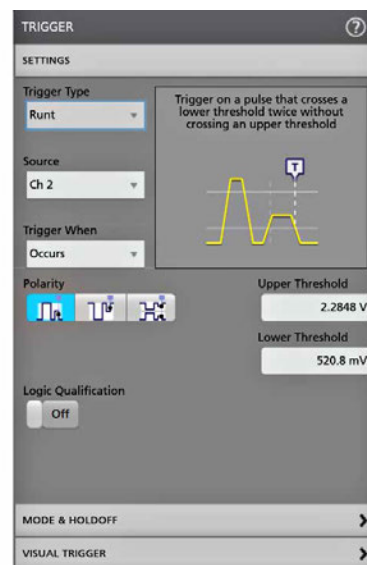 TRIGGER
?
SETTINGS
Trigger Type
Runt
Trigger on a pulse that crosses a
lower threshold twice without
crossing an upper threshold
T
Source
Ch 2
Trigger When
Occurs
Polarity
Upper Threshold
2.2848 V
Lower Threshold
520.8 mV
Logic Qualification
Off
MODE & HOLDOFF
VISUAL TRIGGER